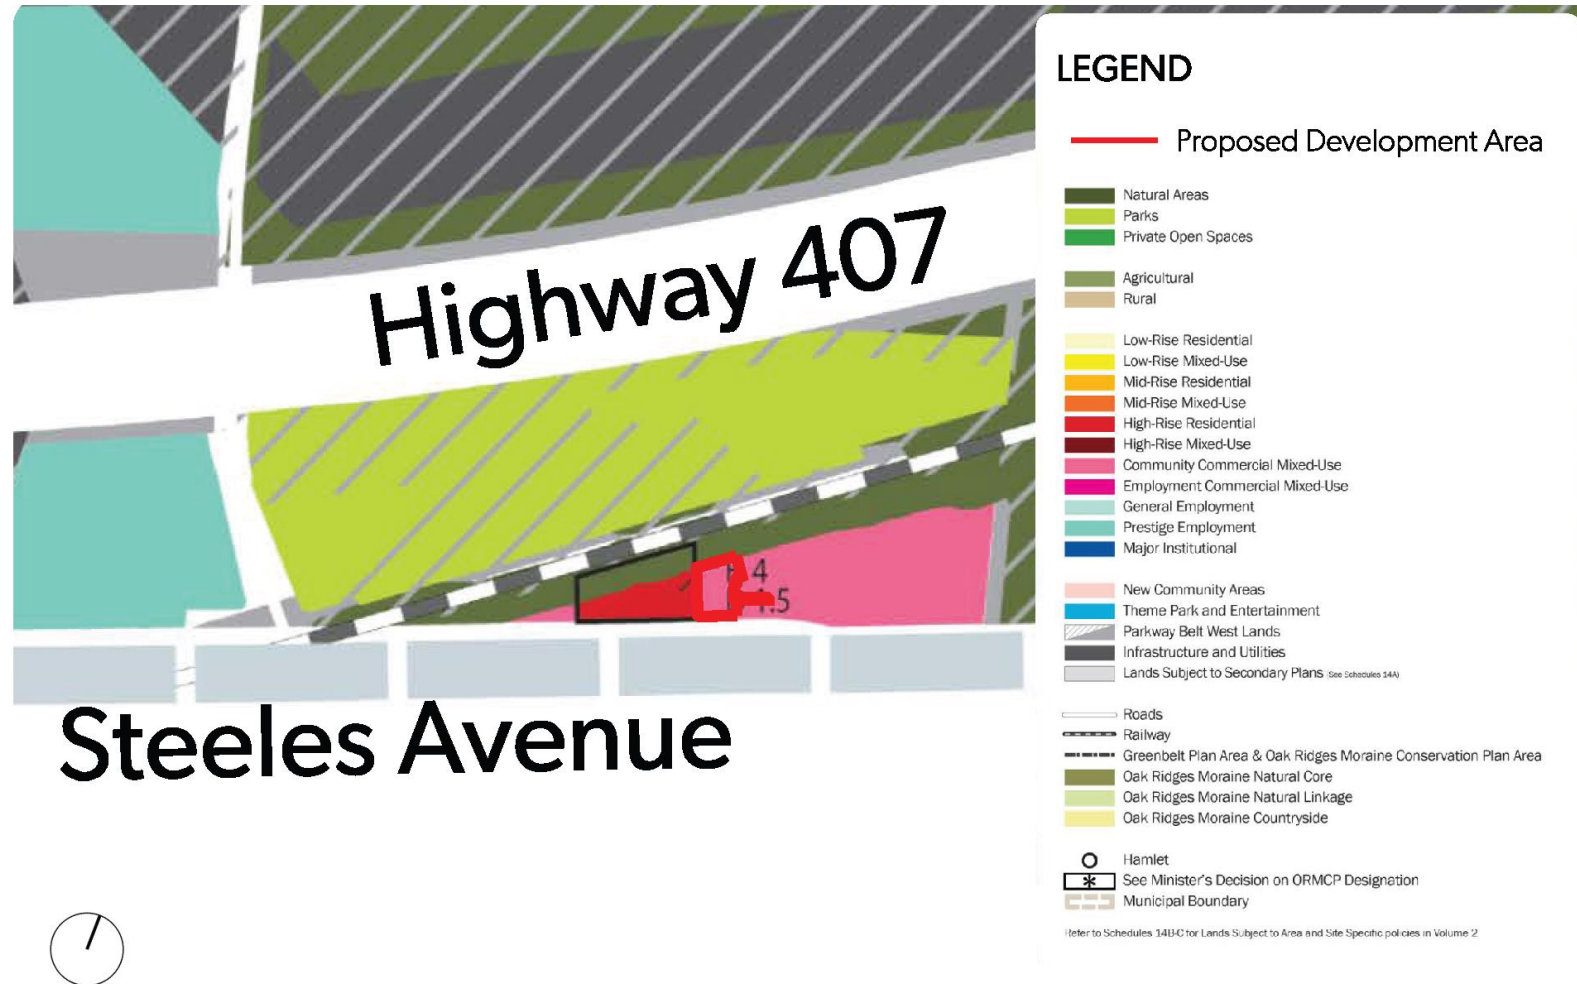 Highway 407
4
1.5
Steeles Avenue
LEGEND
Proposed Development Area
Natural Areas
Parks
Private Open Spaces
Agricultural
Rural
Low-Rise Residential
Low-Rise Mixed-Use
Mid-Rise Residential
Mid-Rise Mixed-Use
High-Rise Residential
High-Rise Mixed-Use
Community Commercial Mixed-Use
Employment Commercial Mixed-Use
General Employment
Prestige Employment
Major Institutional
New Community Areas
Theme Park and Entertainment
Parkway Belt West Lands
Infrastructure and Utilities
Lands Subject to Secondary Plans (See Schedules 14A)
Roads
Railway
Greenbelt Plan Area & Oak Ridges Moraine Conservation Plan Area
Oak Ridges Moraine Natural Core
Oak Ridges Moraine Natural Linkage
Oak Ridges Moraine Countryside
Hamlet
* See Minister's Decision on ORMCP Designation
Municipal Boundary
Refer to Schedules 14B-C for Lands Subject to Area and Site Specific policies in Volume 2